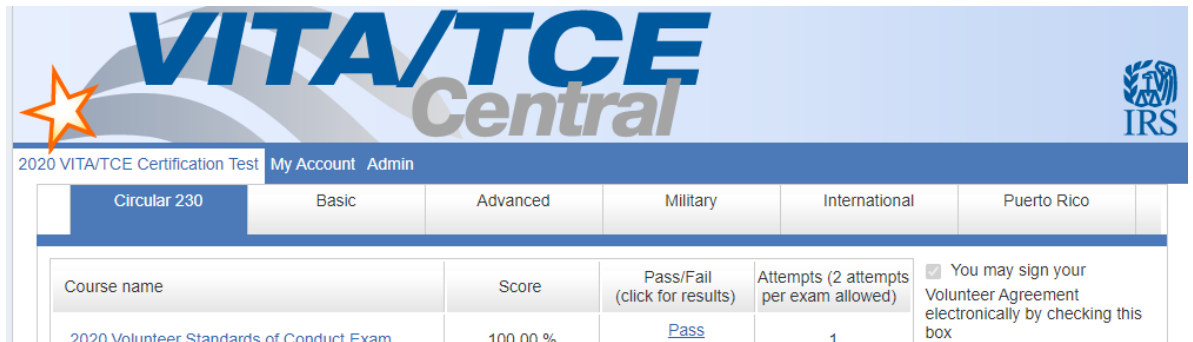 VITA/TCE
Central
IRS
2020 VITA/TCE Certification Test My Account Admin
Circular 230 Basic Advanced Military International Puerto Rico
Course name Score Pass/Fail (click for results) Attempts (2 attempts per exam allowed)
You may sign your
Volunteer Agreement
electronically by checking this
box
2020 Volunteer Standards of Conduct Exam 100.00 % Pass 1